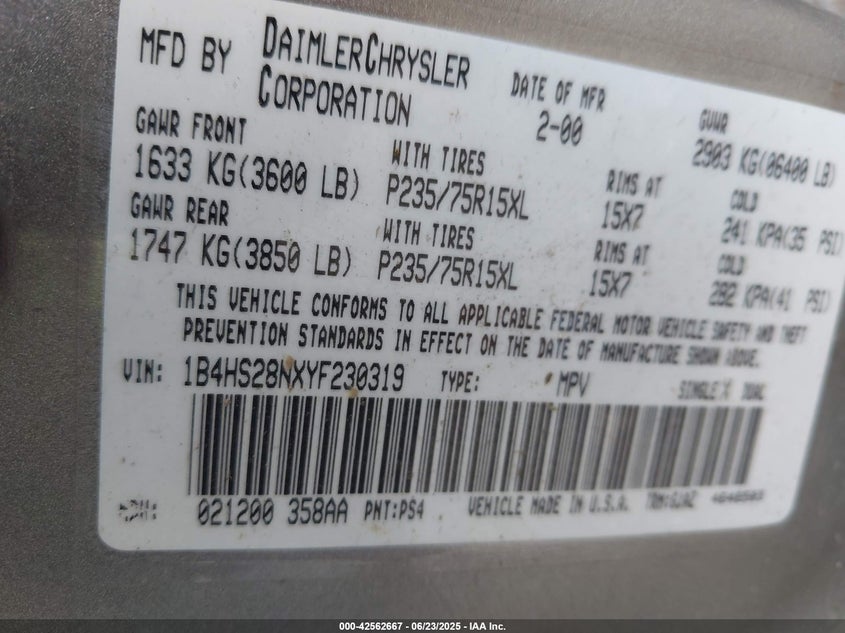 MFD BY DAIMLERCHRYSLER CORPORATION
DATE OF MFR 2-00
GVWR 2903 KG(06400 LB)
GAWR FRONT WITH TIRES RIMS AT COLD
1633 KG(3600 LB) P235/75R15XL 15X7 241 KPA(35 PSI)
GAWR REAR WITH TIRES RIMS AT COLD
1747 KG(3850 LB) P235/75R15XL 15X7 282 KPA(41 PSI)
THIS VEHICLE CONFORMS TO ALL APPLICABLE FEDERAL MOTOR VEHICLE SAFETY AND THEFT
PREVENTION STANDARDS IN EFFECT ON THE DATE OF MANUFACTURE SHOWN ABOVE.
VIN: 1B4HS28NXYF230319 TYPE: MPV SINGLE X DUAL
021200 358AA PNT:PS4 VEHICLE MADE IN U.S.A. TRM:
000-42562667 - 06/23/2025 - IAA Inc.